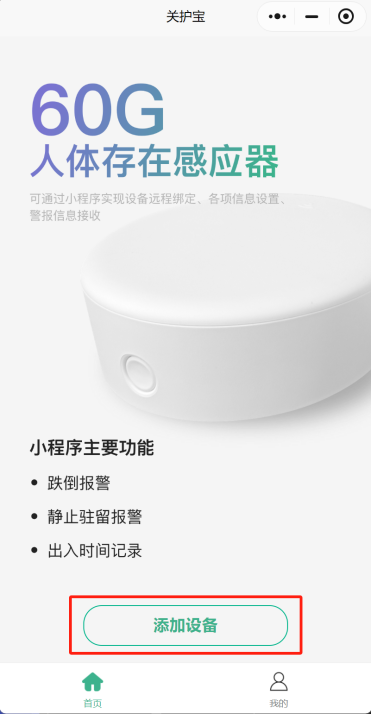 关护宝
60G
人体存在感应器
可通过小程序实现设备远程绑定、各项信息设置、
警报信息接收
小程序主要功能
• 跌倒报警
• 静止驻留报警
• 出入时间记录
添加设备
首页
我的